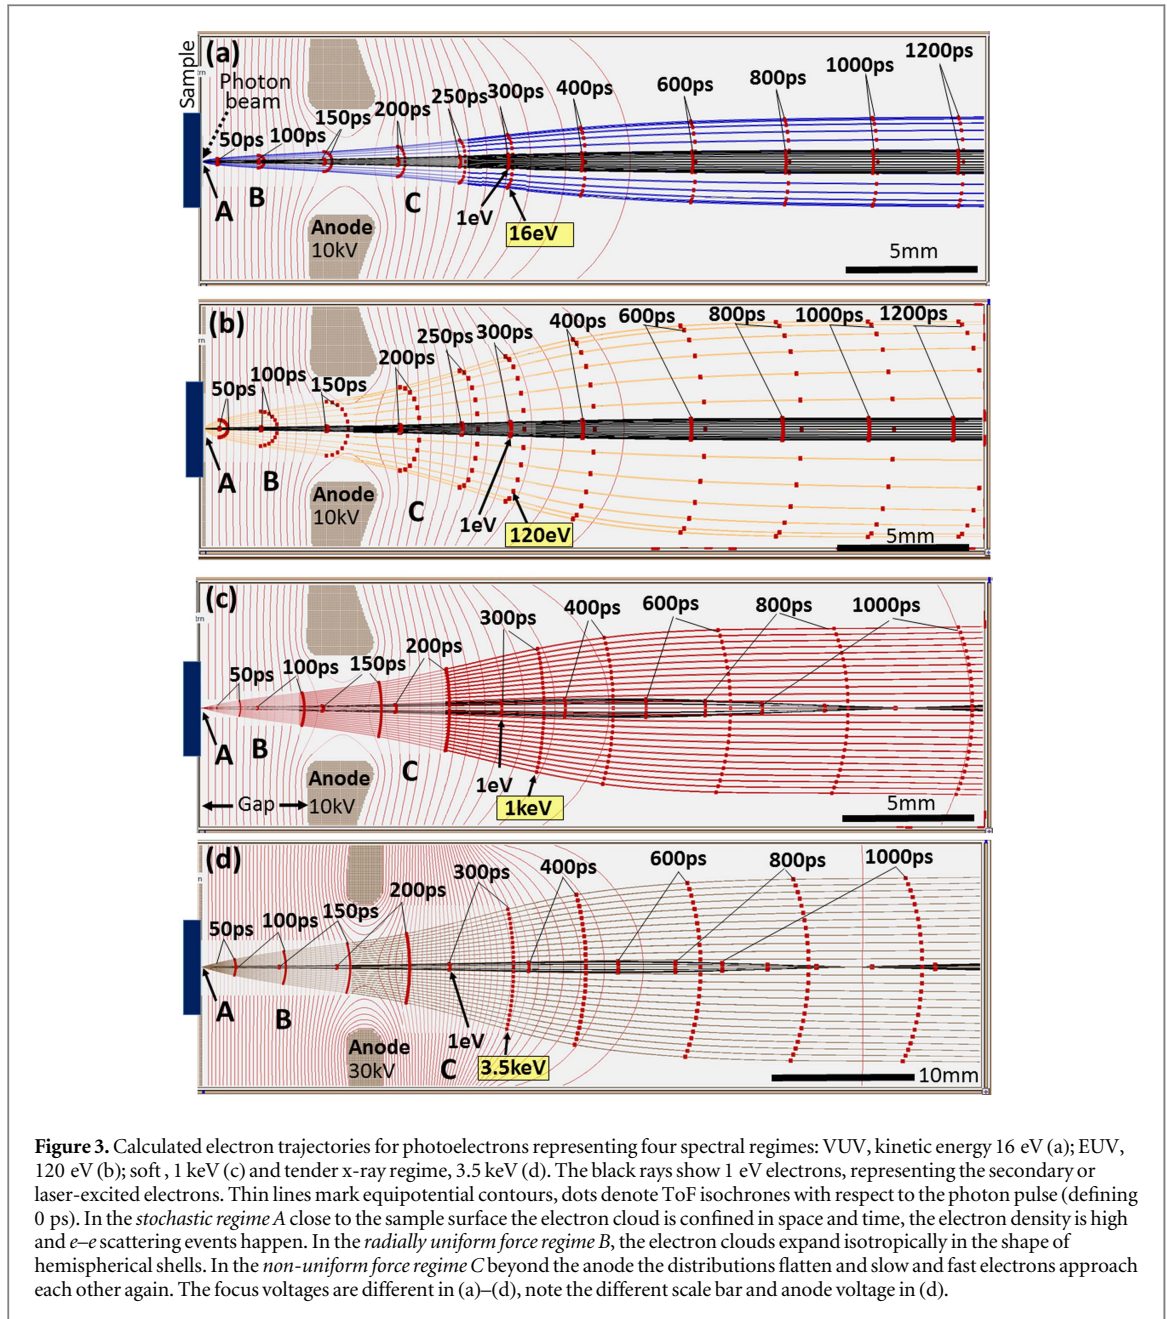 (a)
Sample
Photon
beam
50ps
100ps
150ps
200ps
250ps
300ps
400ps
600ps
800ps
1000ps
1200ps
A
B
C
Anode
10kV
1eV
16eV
5mm
(b)
50ps
100ps
150ps
200ps
250ps
300ps
400ps
600ps
800ps
1000ps
1200ps
A
B
C
Anode
10kV
1eV
120eV
5mm
(c)
50ps
100ps
150ps
200ps
300ps
400ps
600ps
800ps
1000ps
A
B
C
Gap
Anode
10kV
1eV
1keV
5mm
(d)
50ps
100ps
150ps
200ps
300ps
400ps
600ps
800ps
1000ps
A
B
C
Anode
30kV
1eV
3.5keV
10mm
Figure 3. Calculated electron trajectories for photoelectrons representing four spectral regimes: VUV, kinetic energy 16 eV (a); EUV,
120 eV (b); soft , 1 keV (c) and tender x-ray regime, 3.5 keV (d). The black rays show 1 eV electrons, representing the secondary or
laser-excited electrons. Thin lines mark equipotential contours, dots denote ToF isochrones with respect to the photon pulse (defining
0 ps). In the stochastic regime A close to the sample surface the electron cloud is confined in space and time, the electron density is high
and e–e scattering events happen. In the radially uniform force regime B, the electron clouds expand isotropically in the shape of
hemispherical shells. In the non-uniform force regime C beyond the anode the distributions flatten and slow and fast electrons approach
each other again. The focus voltages are different in (a)–(d), note the different scale bar and anode voltage in (d).